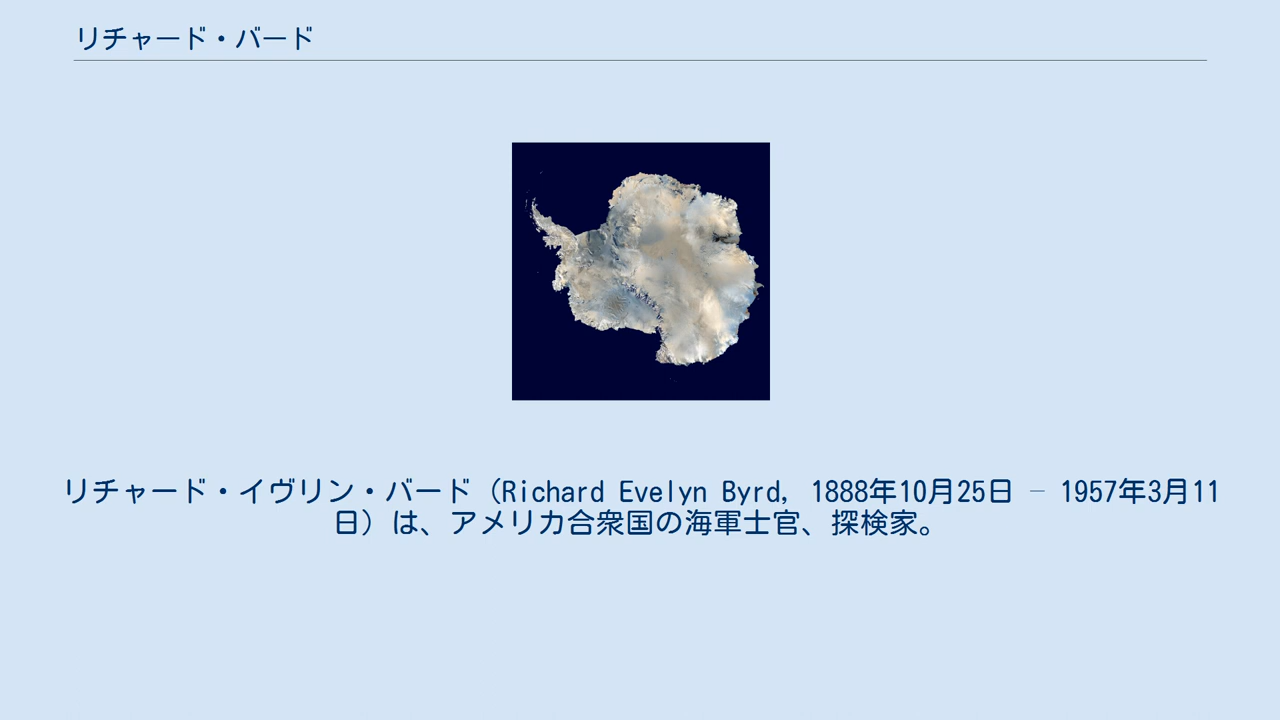 リチャード・バード
リチャード・イヴリン・バード（Richard Evelyn Byrd, 1888年10月25日 – 1957年3月11
日）は、アメリカ合衆国の海軍士官、探検家。